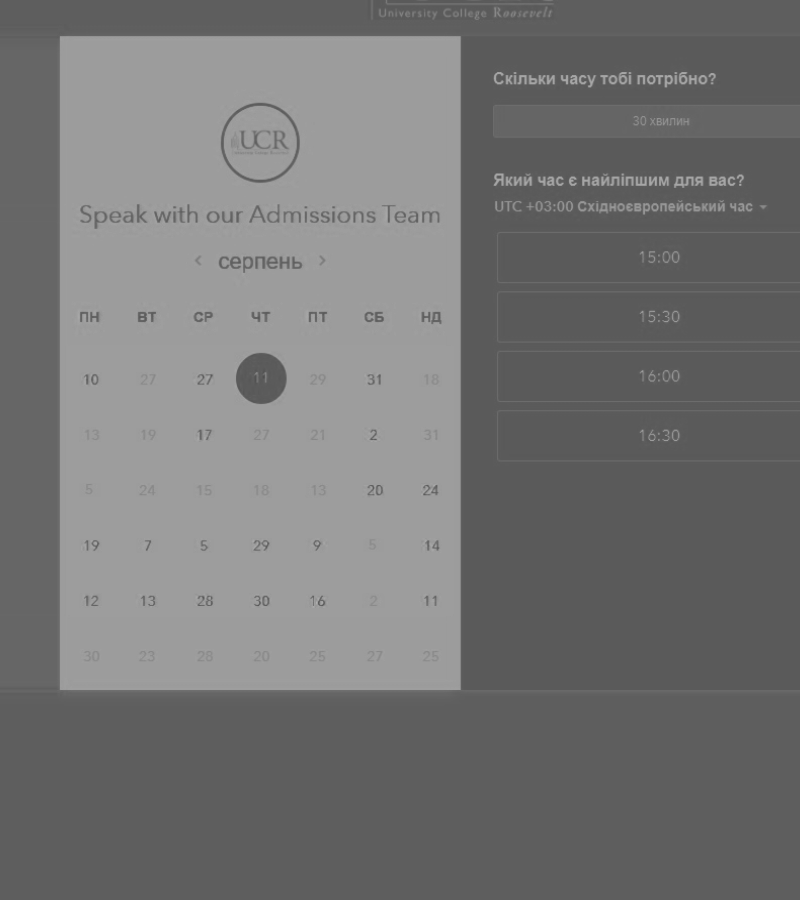 University College Roosevelt
Скільки часу тобі потрібно?
30 хвилин
UCR
Який час є найліпшим для вас?
Speak with our Admissions Team
UTC +03:00 Східноєвропейський час
серпень
15:00
15:30
16:00
16:30
ПН ВТ СР ЧТ ПТ СБ НД
10 27 27 11 29 31 18
13 19 17 27 21 2 31
5 24 15 18 13 20 24
19 7 5 29 9 5 14
12 13 28 30 16 2 11
30 23 28 20 25 27 25